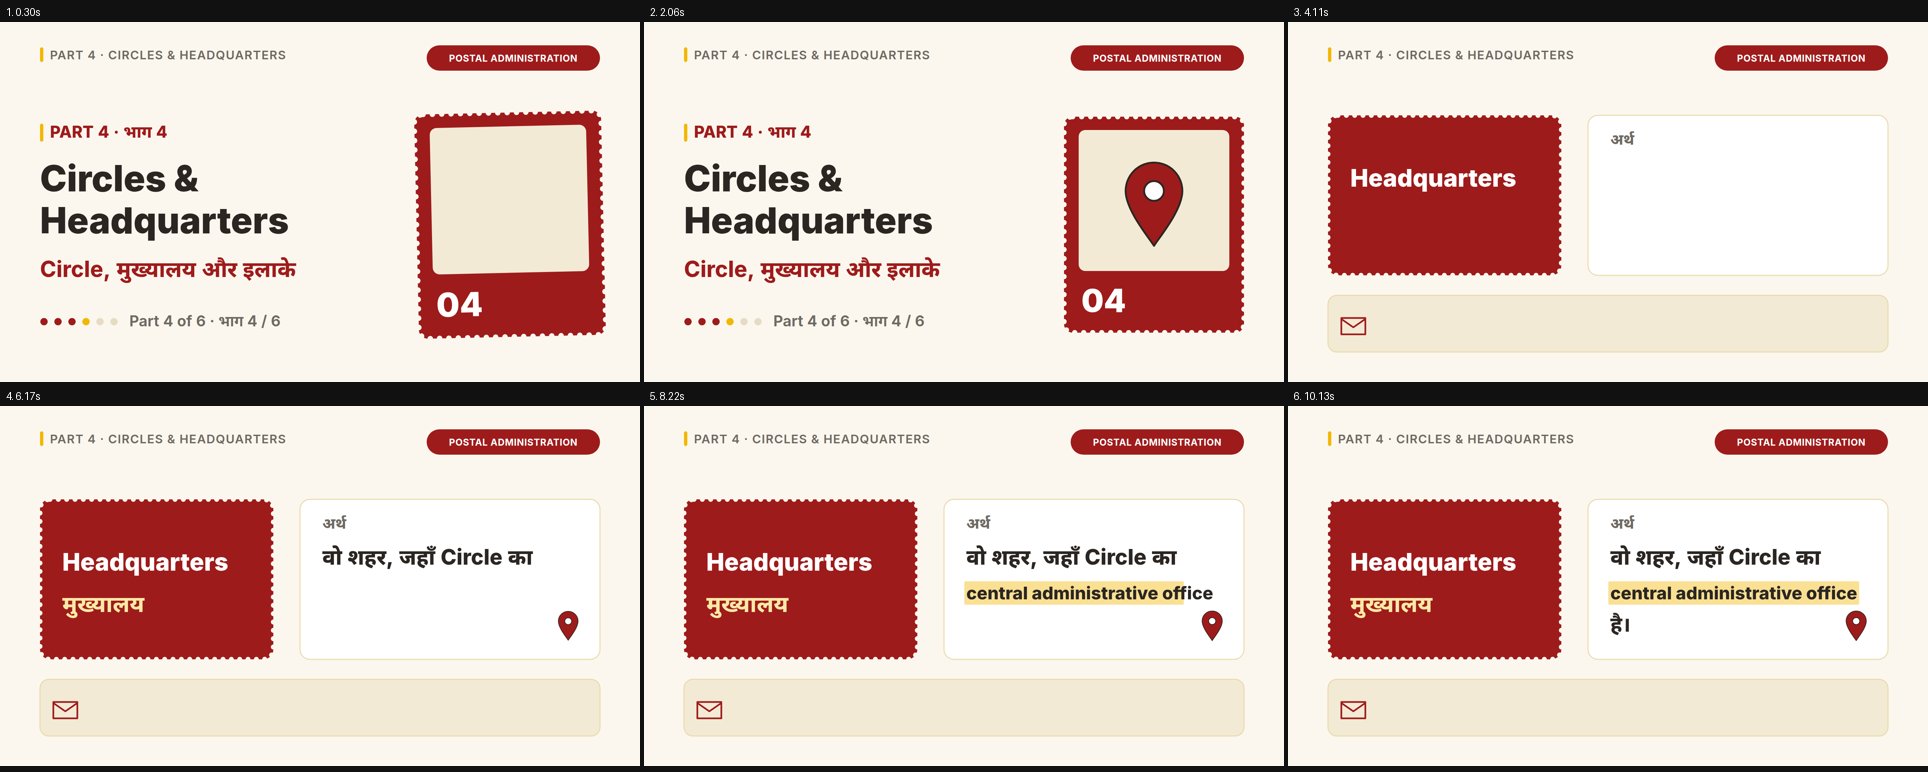 1. 0.30s
PART 4 · CIRCLES & HEADQUARTERS
POSTAL ADMINISTRATION
PART 4 · भाग 4
Circles &
Headquarters
Circle, मुख्यालय और इलाके
Part 4 of 6 · भाग 4 / 6
04
2. 2.06s
PART 4 · CIRCLES & HEADQUARTERS
POSTAL ADMINISTRATION
PART 4 · भाग 4
Circles &
Headquarters
Circle, मुख्यालय और इलाके
Part 4 of 6 · भाग 4 / 6
04
3. 4.11s
PART 4 · CIRCLES & HEADQUARTERS
POSTAL ADMINISTRATION
Headquarters
अर्थ
4. 6.17s
PART 4 · CIRCLES & HEADQUARTERS
POSTAL ADMINISTRATION
Headquarters
मुख्यालय
अर्थ
वो शहर, जहाँ Circle का
5. 8.22s
PART 4 · CIRCLES & HEADQUARTERS
POSTAL ADMINISTRATION
Headquarters
मुख्यालय
अर्थ
वो शहर, जहाँ Circle का
central administrative office
6. 10.13s
PART 4 · CIRCLES & HEADQUARTERS
POSTAL ADMINISTRATION
Headquarters
मुख्यालय
अर्थ
वो शहर, जहाँ Circle का
central administrative office
है।